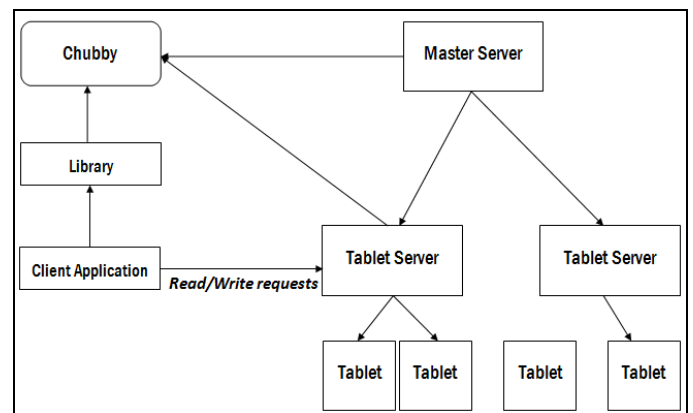 Chubby
Master Server
Library
Client Application
Read/Write requests
Tablet Server
Tablet Server
Tablet
Tablet
Tablet
Tablet